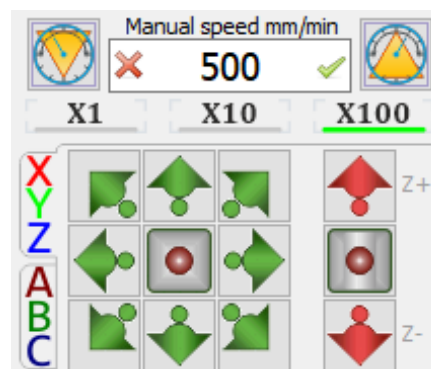 Manual speed mm/min
500
X1 X10 X100
X
Y
Z
A
B
C
Z+
Z-